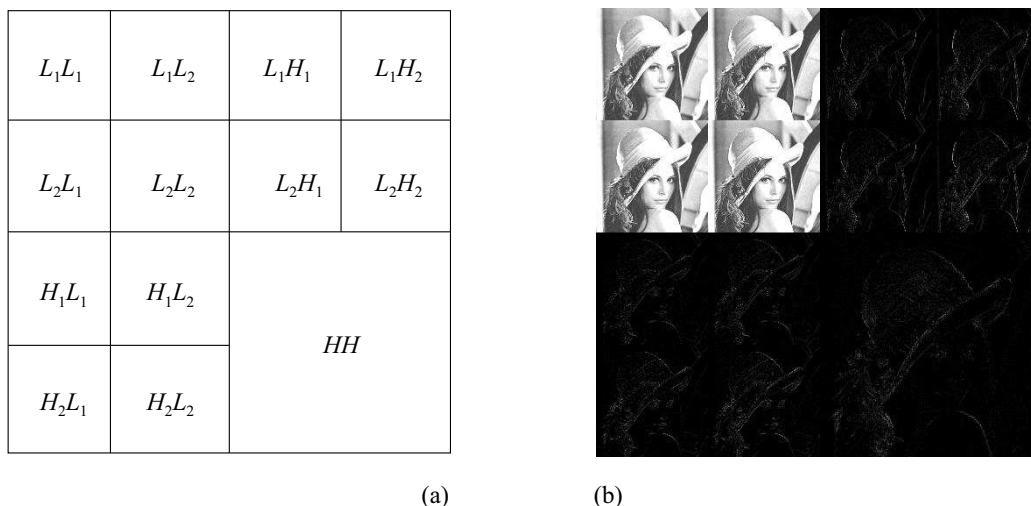 L₁L₁ L₁L₂ L₁H₁ L₁H₂
L₂L₁ L₂L₂ L₂H₁ L₂H₂
H₁L₁ H₁L₂
HH
H₂L₁ H₂L₂
(a) (b)